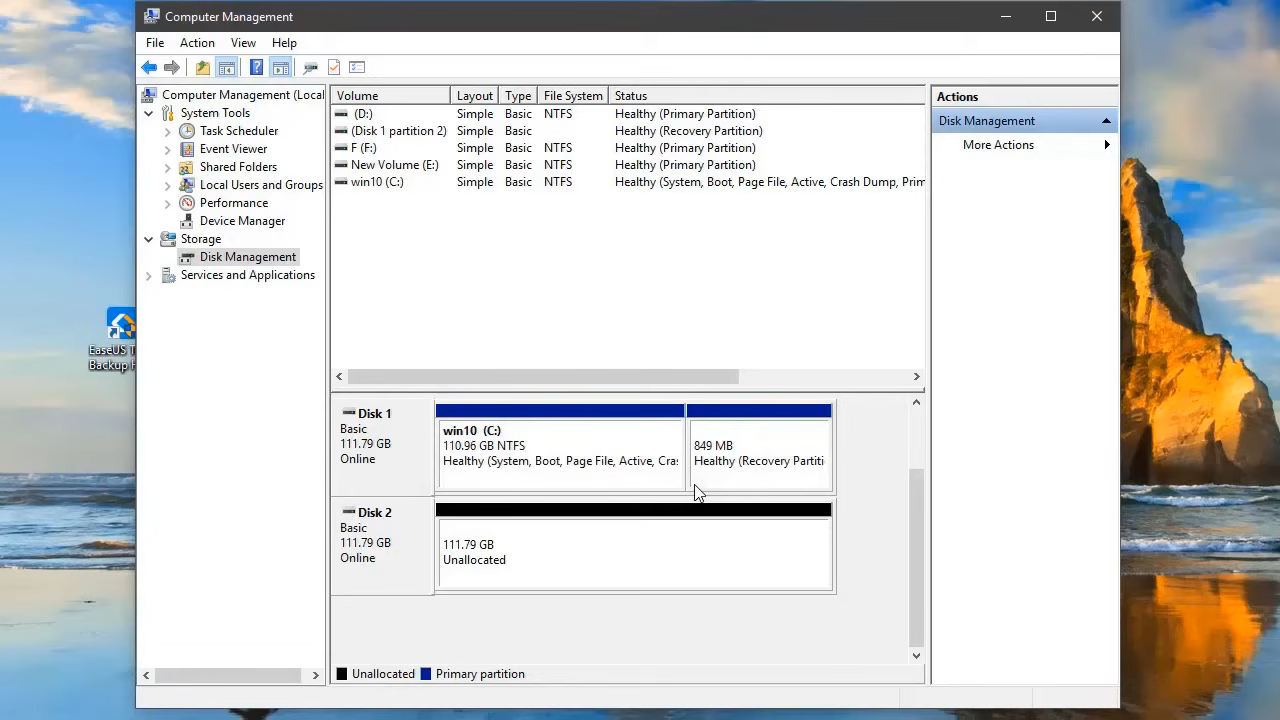 Computer Management
File Action View Help
Computer Management (Local
System Tools
Task Scheduler
Event Viewer
Shared Folders
Local Users and Groups
Performance
Device Manager
Storage
Disk Management
Services and Applications
Volume Layout Type File System Status
(D:) Simple Basic NTFS Healthy (Primary Partition)
(Disk 1 partition 2) Simple Basic Healthy (Recovery Partition)
F (F:) Simple Basic NTFS Healthy (Primary Partition)
New Volume (E:) Simple Basic NTFS Healthy (Primary Partition)
win10 (C:) Simple Basic NTFS Healthy (System, Boot, Page File, Active, Crash Dump, Prim
Disk 1
Basic
111.79 GB
Online
win10 (C:)
110.96 GB NTFS
Healthy (System, Boot, Page File, Active, Cra
849 MB
Healthy (Recovery Partiti
Disk 2
Basic
111.79 GB
Online
111.79 GB
Unallocated
Unallocated Primary partition
Actions
Disk Management
More Actions
EaseUS T
Backup